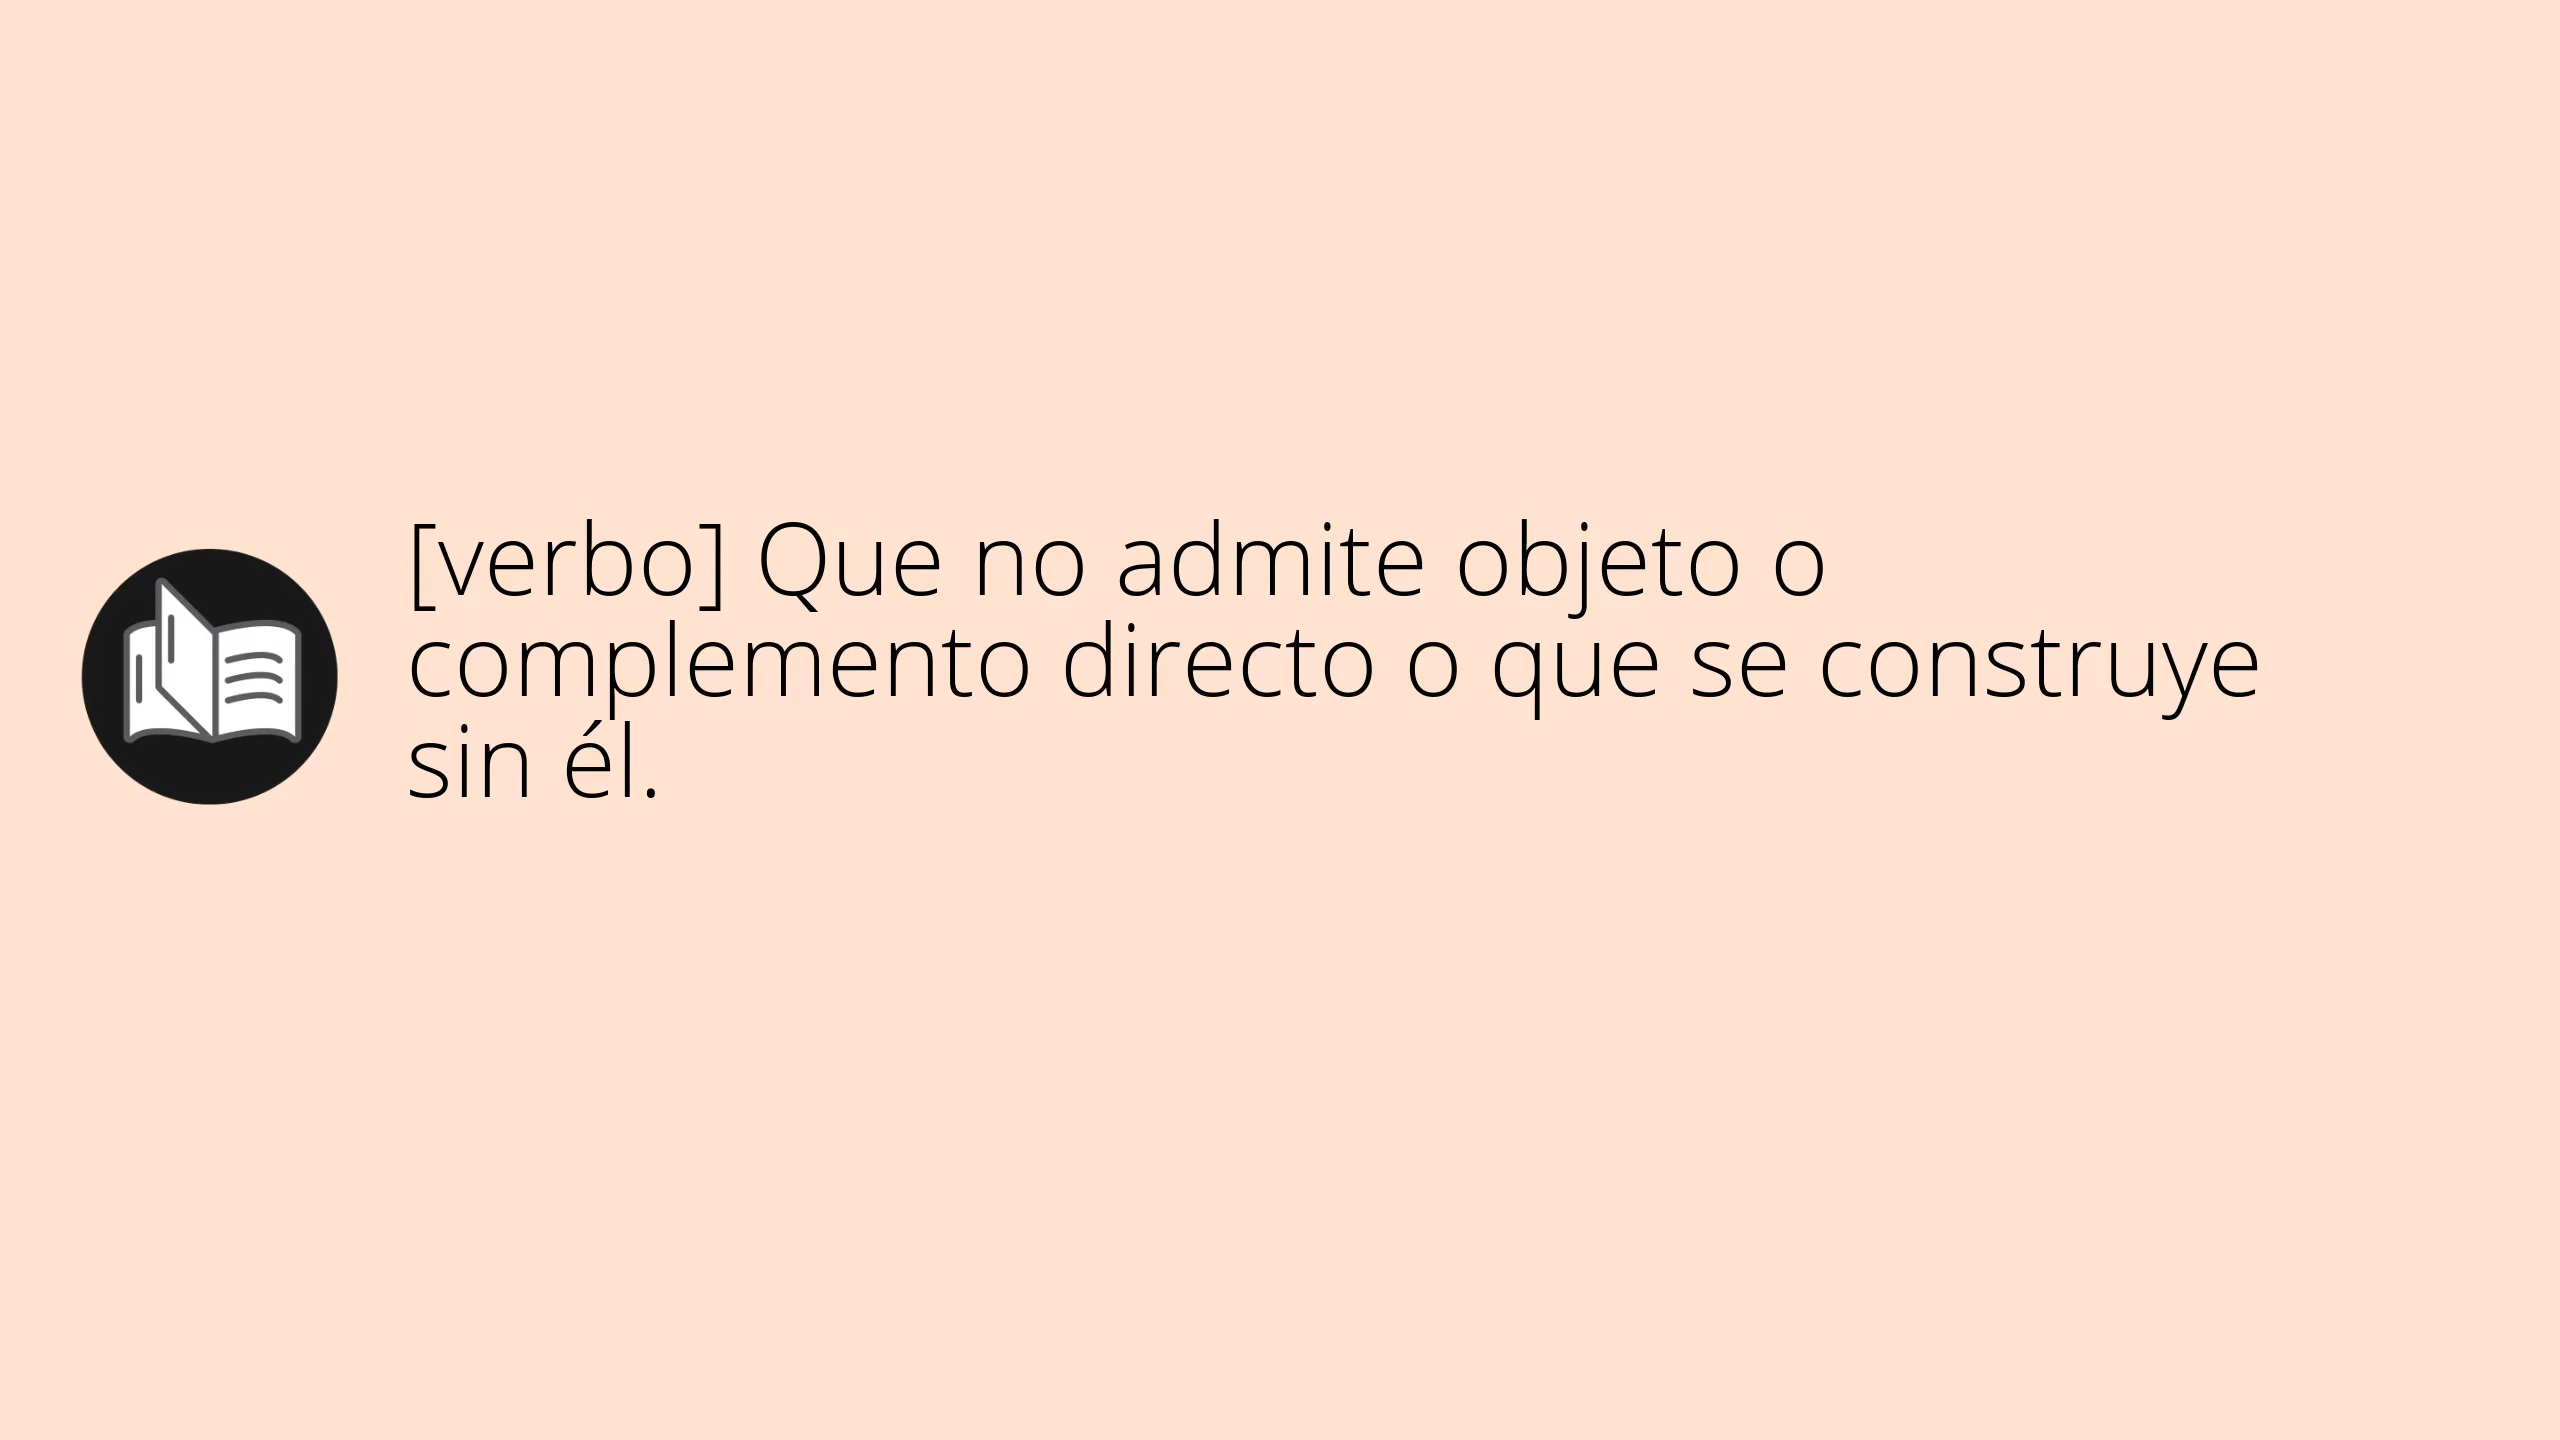 [verbo] Que no admite objeto o
complemento directo o que se construye
sin él.